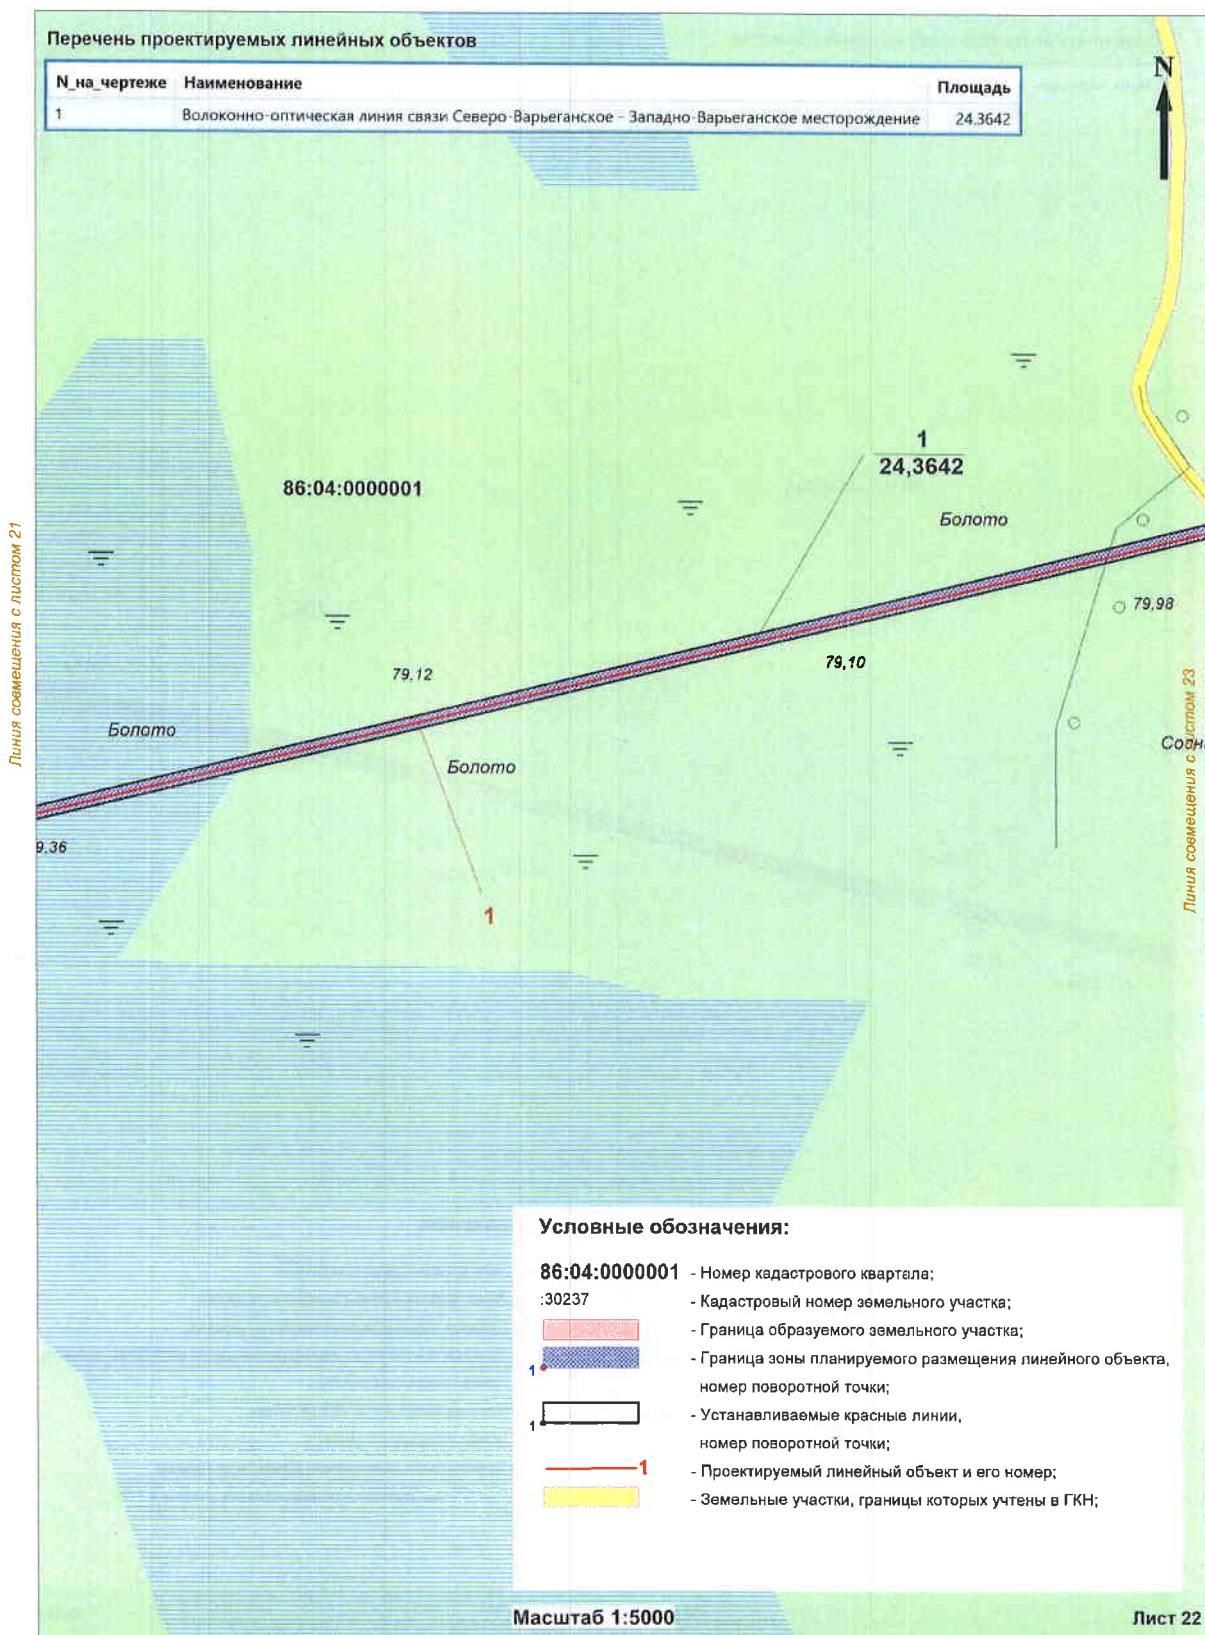 Перечень проектируемых линейных объектов
N_на_чертеже Наименование Площадь
1 Волоконно-оптическая линия связи Северо-Варьеганское - Западно-Варьеганское месторождение 24.3642
N
1
24,3642
86:04:0000001
Болото
Линия совмещения с листом 21
79,98
79,10
79,12
Болото
Болото
Линия совмещения с листом 23
9,36
1
Условные обозначения:
86:04:0000001 - Номер кадастрового квартала;
:30237 - Кадастровый номер земельного участка;
- Граница образуемого земельного участка;
1 - Граница зоны планируемого размещения линейного объекта,
номер поворотной точки;
1 - Устанавливаемые красные линии,
номер поворотной точки;
1 - Проектируемый линейный объект и его номер;
- Земельные участки, границы которых учтены в ГКН;
Масштаб 1:5000
Лист 22